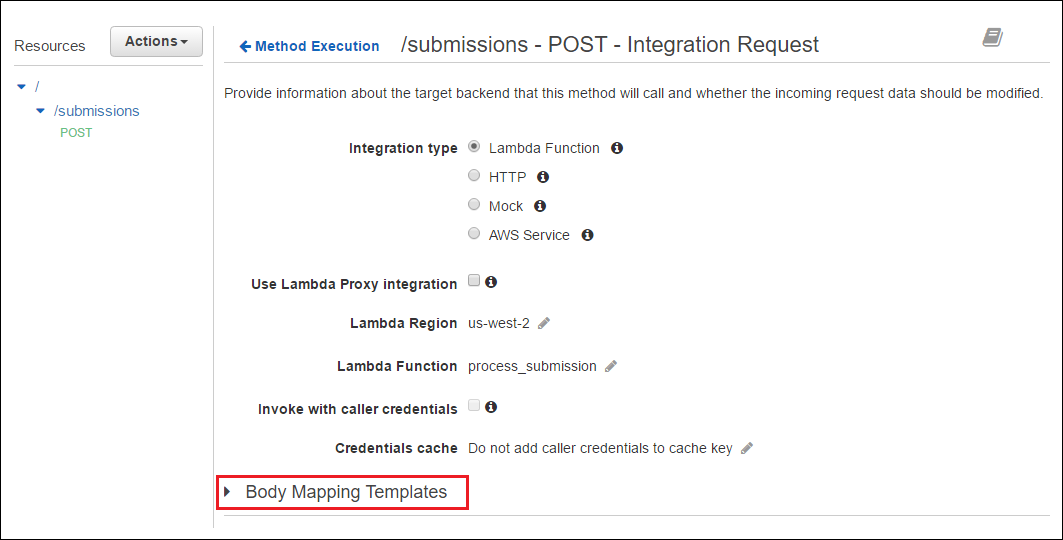 Resources
Actions
/
/submissions
POST
Method Execution /submissions - POST - Integration Request
Provide information about the target backend that this method will call and whether the incoming request data should be modified.
Integration type Lambda Function
HTTP
Mock
AWS Service
Use Lambda Proxy integration
Lambda Region us-west-2
Lambda Function process_submission
Invoke with caller credentials
Credentials cache Do not add caller credentials to cache key
Body Mapping Templates